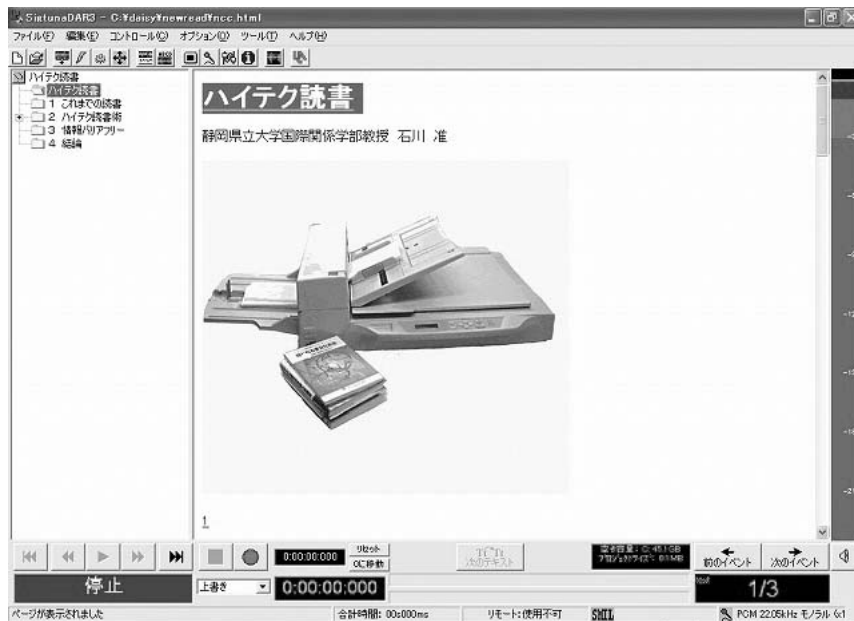 SigtunaDAR3 - C:¥daisy¥newread¥ncc.html
ファイル(F) 編集(E) コントロール(C) オプション(O) ツール(T) ヘルプ(H)
ハイテク読書
ハイテク読書
1 これまでの読書
2 ハイテク読書術
3 情報バリアフリー
4 結論
ハイテク読書
静岡県立大学国際関係学部教授 石川 准
1
0:00:00:000
リセット
0に移動
次のテキスト
前のイベント
次のイベント
停止
上書き
0:00:00:000
1/3
ページが表示されました
合計時間: 00s000ms
リモート:使用不可
SMIL
PCM 22.05kHz モノラル